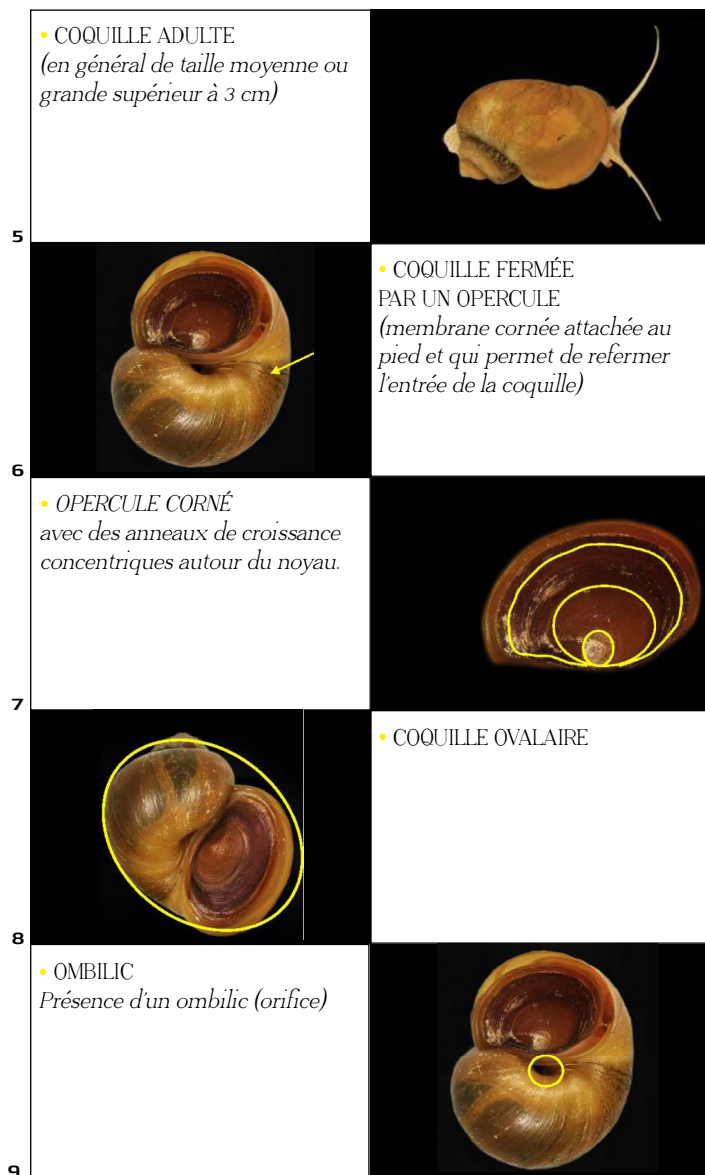 • COQUILLE ADULTE
(en général de taille moyenne ou
grande supérieur à 3 cm)
5
• COQUILLE FERMÉE
PAR UN OPERCULE
(membrane cornée attachée au
pied et qui permet de refermer
l'entrée de la coquille)
6
• OPERCULE CORNÉ
avec des anneaux de croissance
concentriques autour du noyau.
7
• COQUILLE OVALAIRE
8
• OMBILIC
Présence d'un ombilic (orifice)
9